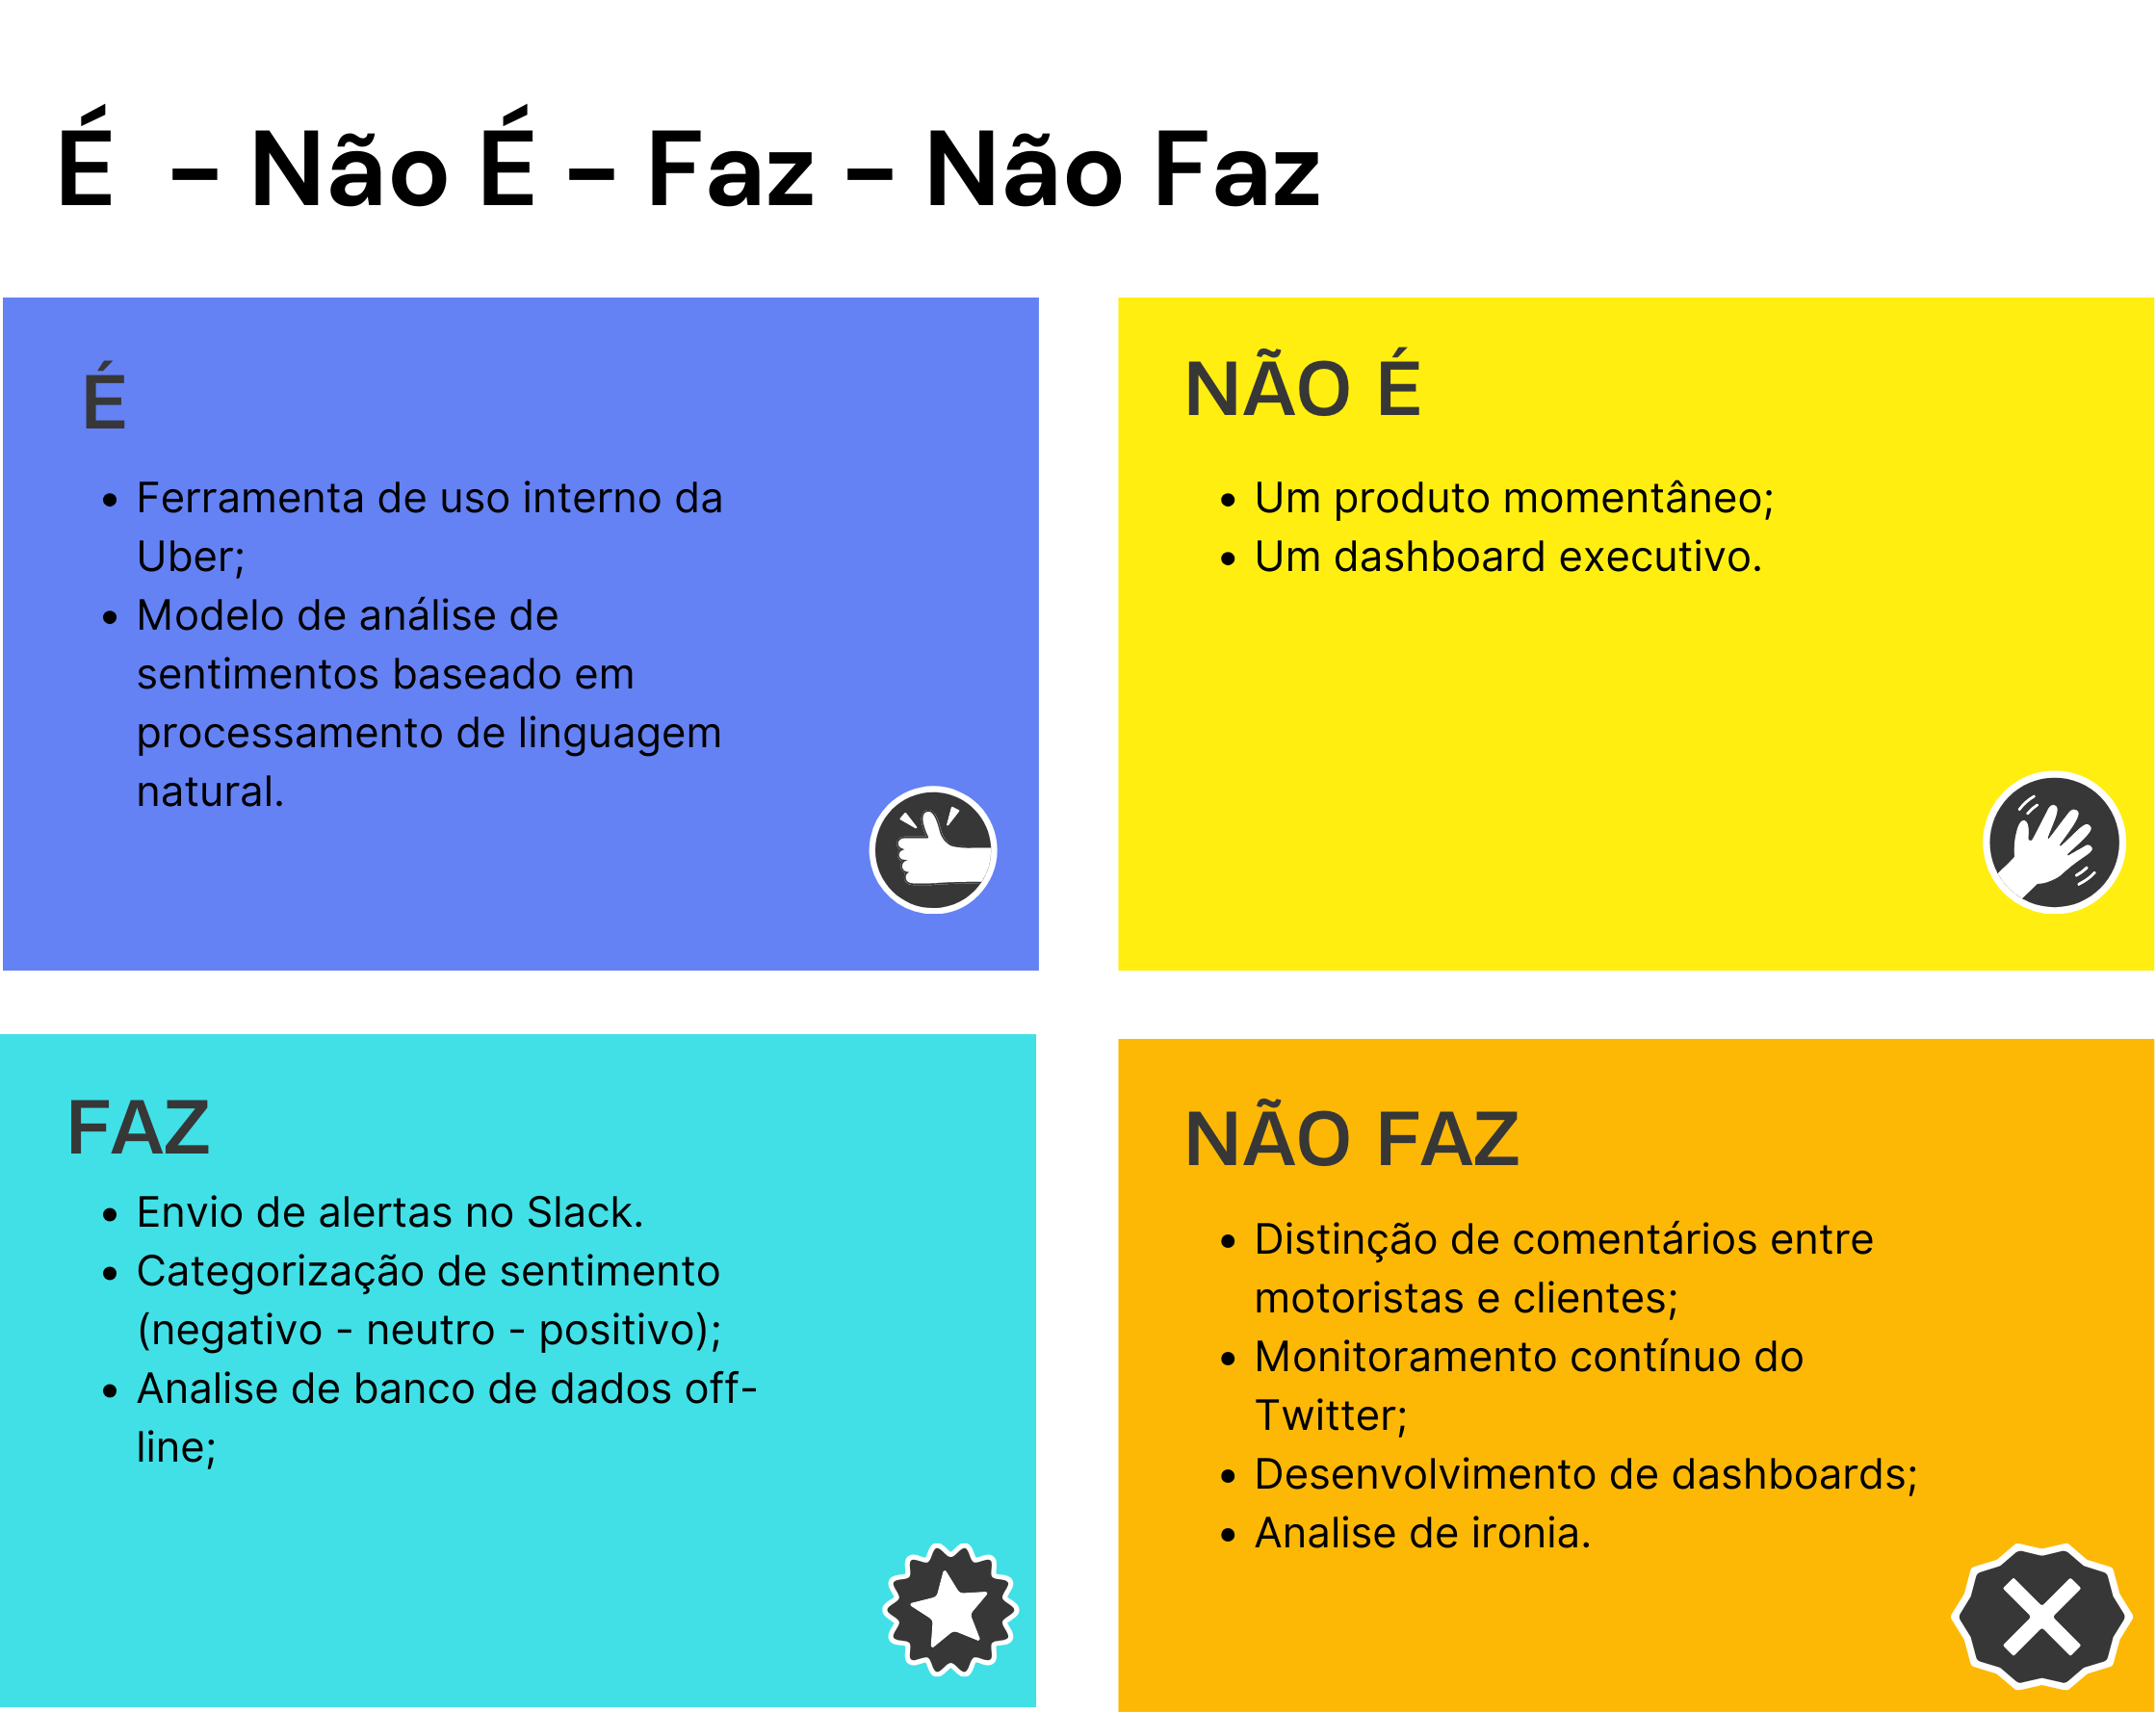 É - Não É - Faz - Não Faz
É
• Ferramenta de uso interno da
Uber;
• Modelo de análise de
sentimentos baseado em
processamento de linguagem
natural.
NÃO É
• Um produto momentâneo;
• Um dashboard executivo.
FAZ
• Envio de alertas no Slack.
• Categorização de sentimento
(negativo - neutro - positivo);
• Analise de banco de dados off-
line;
NÃO FAZ
• Distinção de comentários entre
motoristas e clientes;
• Monitoramento contínuo do
Twitter;
• Desenvolvimento de dashboards;
• Analise de ironia.